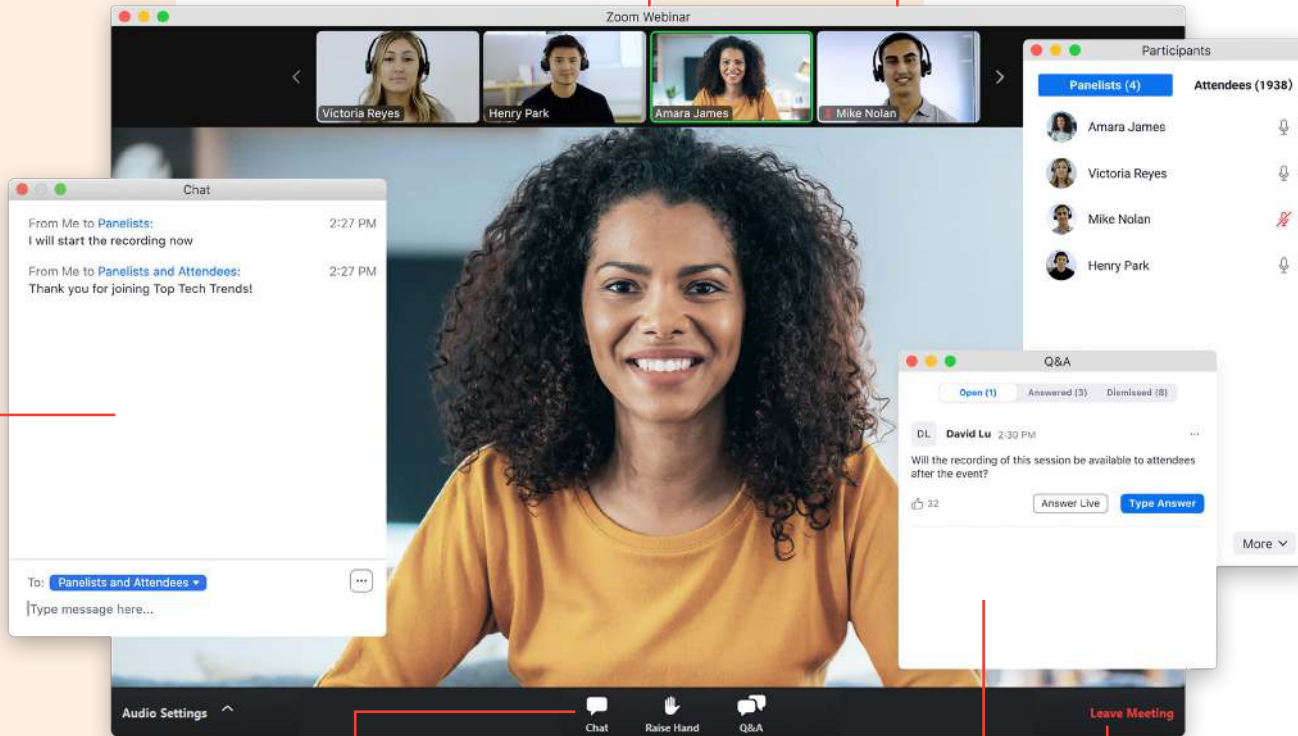 Zoom Webinar
Victoria Reyes
Henry Park
Amara James
Mike Nolan
Participants
Panelists (4)
Attendees (1938)
Amara James
Victoria Reyes
Mike Nolan
Henry Park
More
Chat
From Me to Panelists:
2:27 PM
I will start the recording now
From Me to Panelists and Attendees:
2:27 PM
Thank you for joining Top Tech Trends!
To: Panelists and Attendees
...
Type message here...
Q&A
Open (1)
Answered (3)
Dismissed (8)
DL David Lu 2:30 PM
...
Will the recording of this session be available to attendees
after the event?
32
Answer Live
Type Answer
Audio Settings
Chat
Raise Hand
Q&A
Leave Meeting